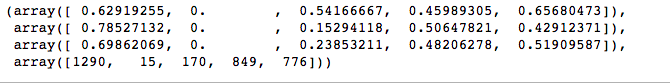 (array([ 0.62919255,  0.        ,  0.54166667,  0.45989305,  0.65680473]),
 array([ 0.78527132,  0.        ,  0.15294118,  0.50647821,  0.42912371]),
 array([ 0.69862069,  0.        ,  0.23853211,  0.48206278,  0.51909587]),
 array([1290,   15,  170,  849,  776]))